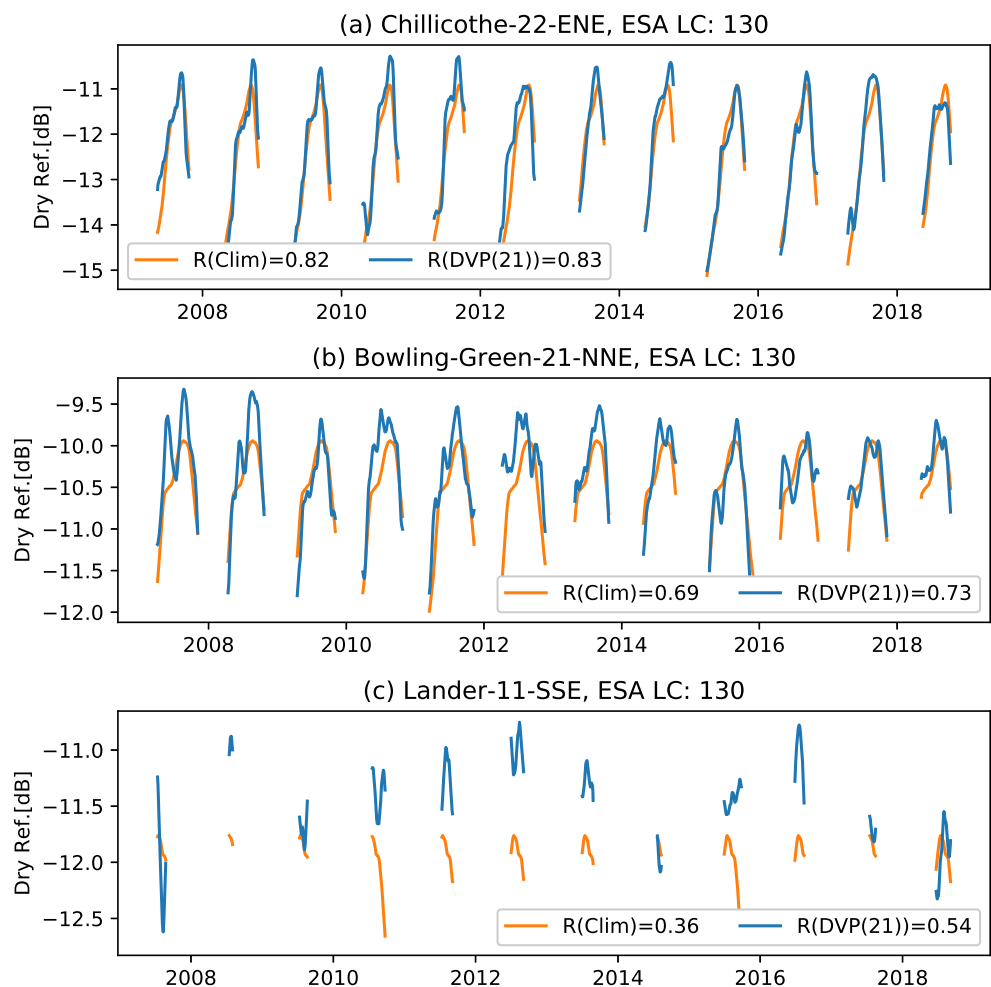 (a) Chillicothe-22-ENE, ESA LC: 130
Dry Ref.[dB]
−11
−12
−13
−14
−15
R(Clim)=0.82
R(DVP(21))=0.83
2008 2010 2012 2014 2016 2018
(b) Bowling-Green-21-NNE, ESA LC: 130
Dry Ref.[dB]
−9.5
−10.0
−10.5
−11.0
−11.5
−12.0
R(Clim)=0.69
R(DVP(21))=0.73
2008 2010 2012 2014 2016 2018
(c) Lander-11-SSE, ESA LC: 130
Dry Ref.[dB]
−11.0
−11.5
−12.0
−12.5
R(Clim)=0.36
R(DVP(21))=0.54
2008 2010 2012 2014 2016 2018